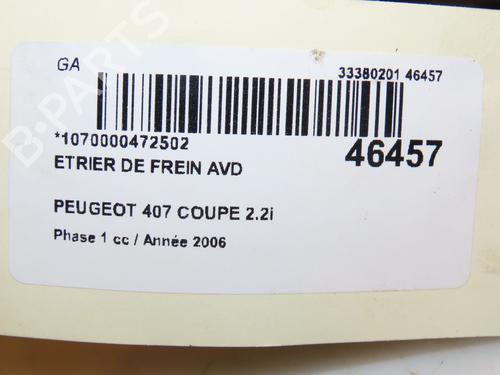 GA
33380201 46457
*1070000472502
46457
ETRIER DE FREIN AVD
PEUGEOT 407 COUPE 2.2i
Phase 1 cc / Année 2006
B-PARTS